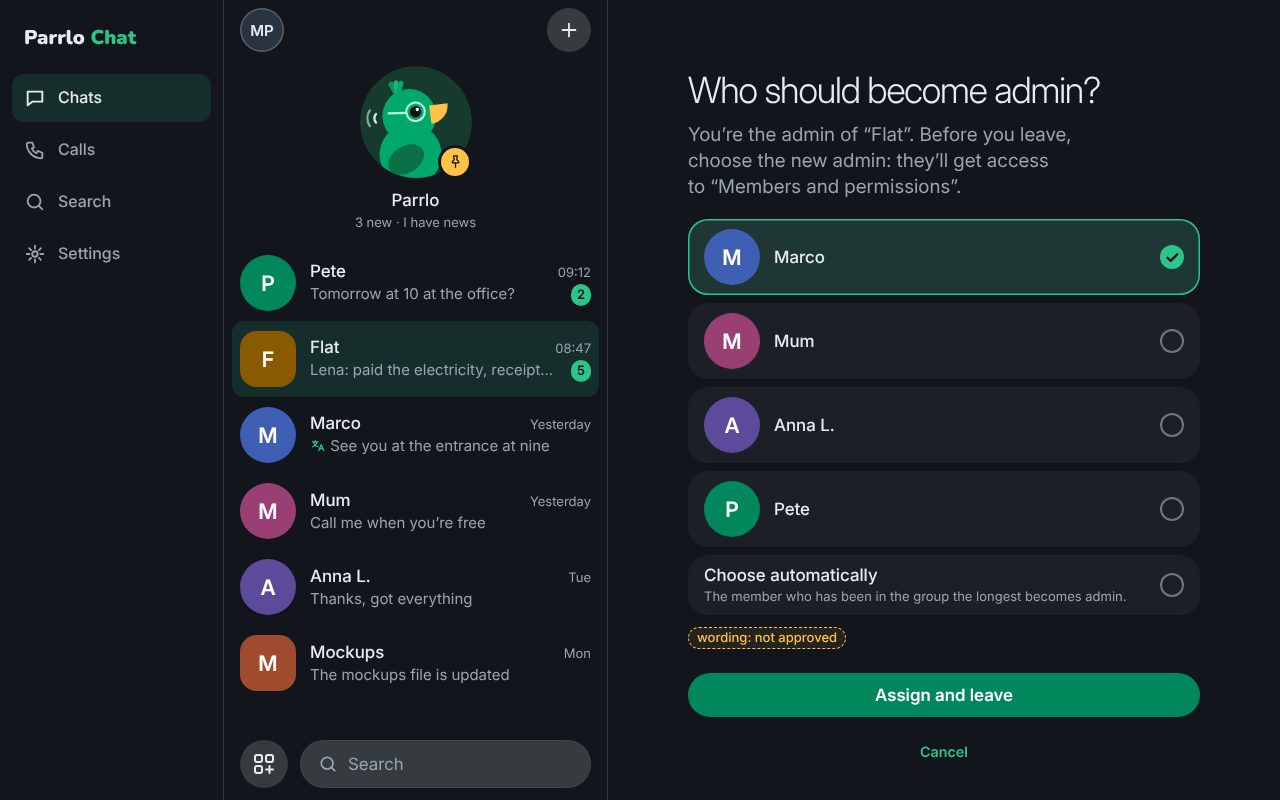 Parrlo Chat
Chats
Calls
Search
Settings
MP
Parrlo
3 new · I have news
P
Pete
09:12
Tomorrow at 10 at the office?
2
F
Flat
08:47
Lena: paid the electricity, receipt...
5
M
Marco
Yesterday
See you at the entrance at nine
M
Mum
Yesterday
Call me when you’re free
A
Anna L.
Tue
Thanks, got everything
M
Mockups
Mon
The mockups file is updated
Search
Who should become admin?
You’re the admin of “Flat”. Before you leave,
choose the new admin: they’ll get access
to “Members and permissions”.
M
Marco
M
Mum
A
Anna L.
P
Pete
Choose automatically
The member who has been in the group the longest becomes admin.
wording: not approved
Assign and leave
Cancel